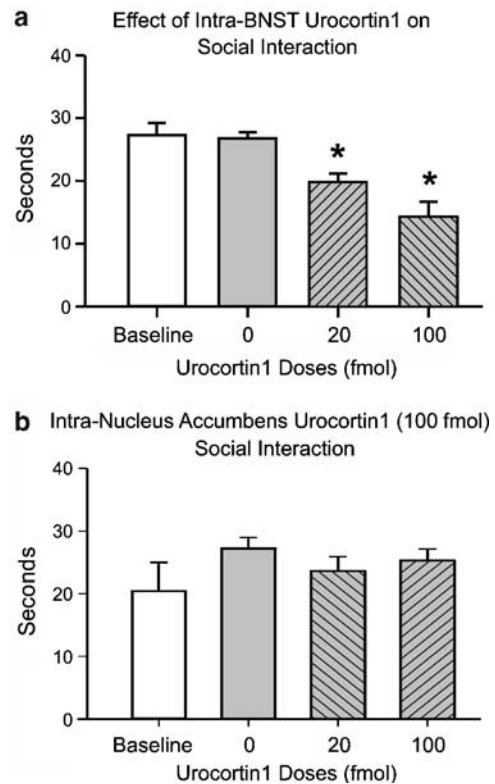 a
Effect of Intra-BNST Urocortin1 on
Social Interaction
40
30
20
10
0
Seconds
*
*
Baseline 0 20 100
Urocortin1 Doses (fmol)
b Intra-Nucleus Accumbens Urocortin1 (100 fmol)
Social Interaction
40
30
20
10
0
Seconds
Baseline 0 20 100
Urocortin1 Doses (fmol)